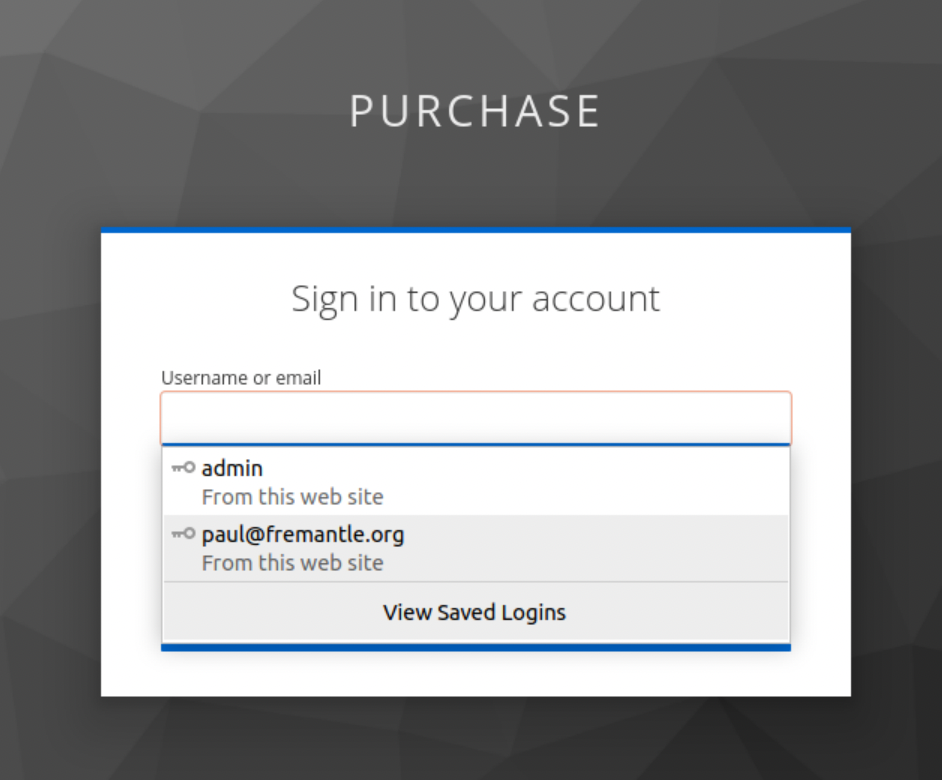 PURCHASE
Sign in to your account
Username or email
admin
From this web site
paul@fremantle.org
From this web site
View Saved Logins